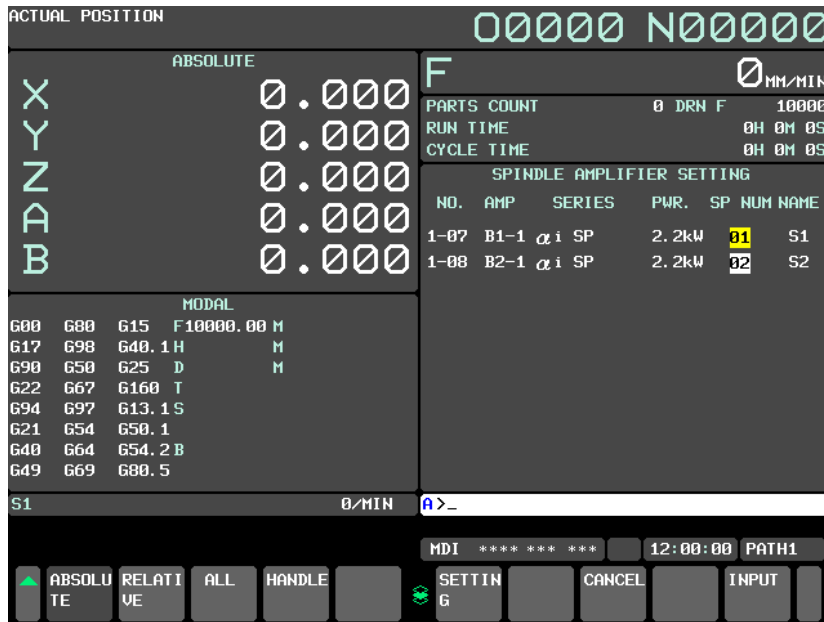 ACTUAL POSITION
O0000 N00000
ABSOLUTE
X 0.000
Y 0.000
Z 0.000
A 0.000
B 0.000
F 0 MM/MIN
PARTS COUNT 0 DRN F 10000
RUN TIME 0H 0M 0S
CYCLE TIME 0H 0M 0S
SPINDLE AMPLIFIER SETTING
NO. AMP SERIES PWR. SP NUM NAME
1-07 B1-1 αi SP 2.2kW 01 S1
1-08 B2-1 αi SP 2.2kW 02 S2
MODAL
G00 G80 G15 F10000.00 M
G17 G98 G40.1 H M
G90 G50 G25 D M
G22 G67 G160 T
G94 G97 G13.1 S
G21 G54 G50.1
G40 G64 G54.2 B
G49 G69 G80.5
S1 0/MIN
A>_
MDI **** *** *** 12:00:00 PATH1
ABSOLU
TE
RELATI
VE
ALL
HANDLE
SETTIN
G
CANCEL
INPUT